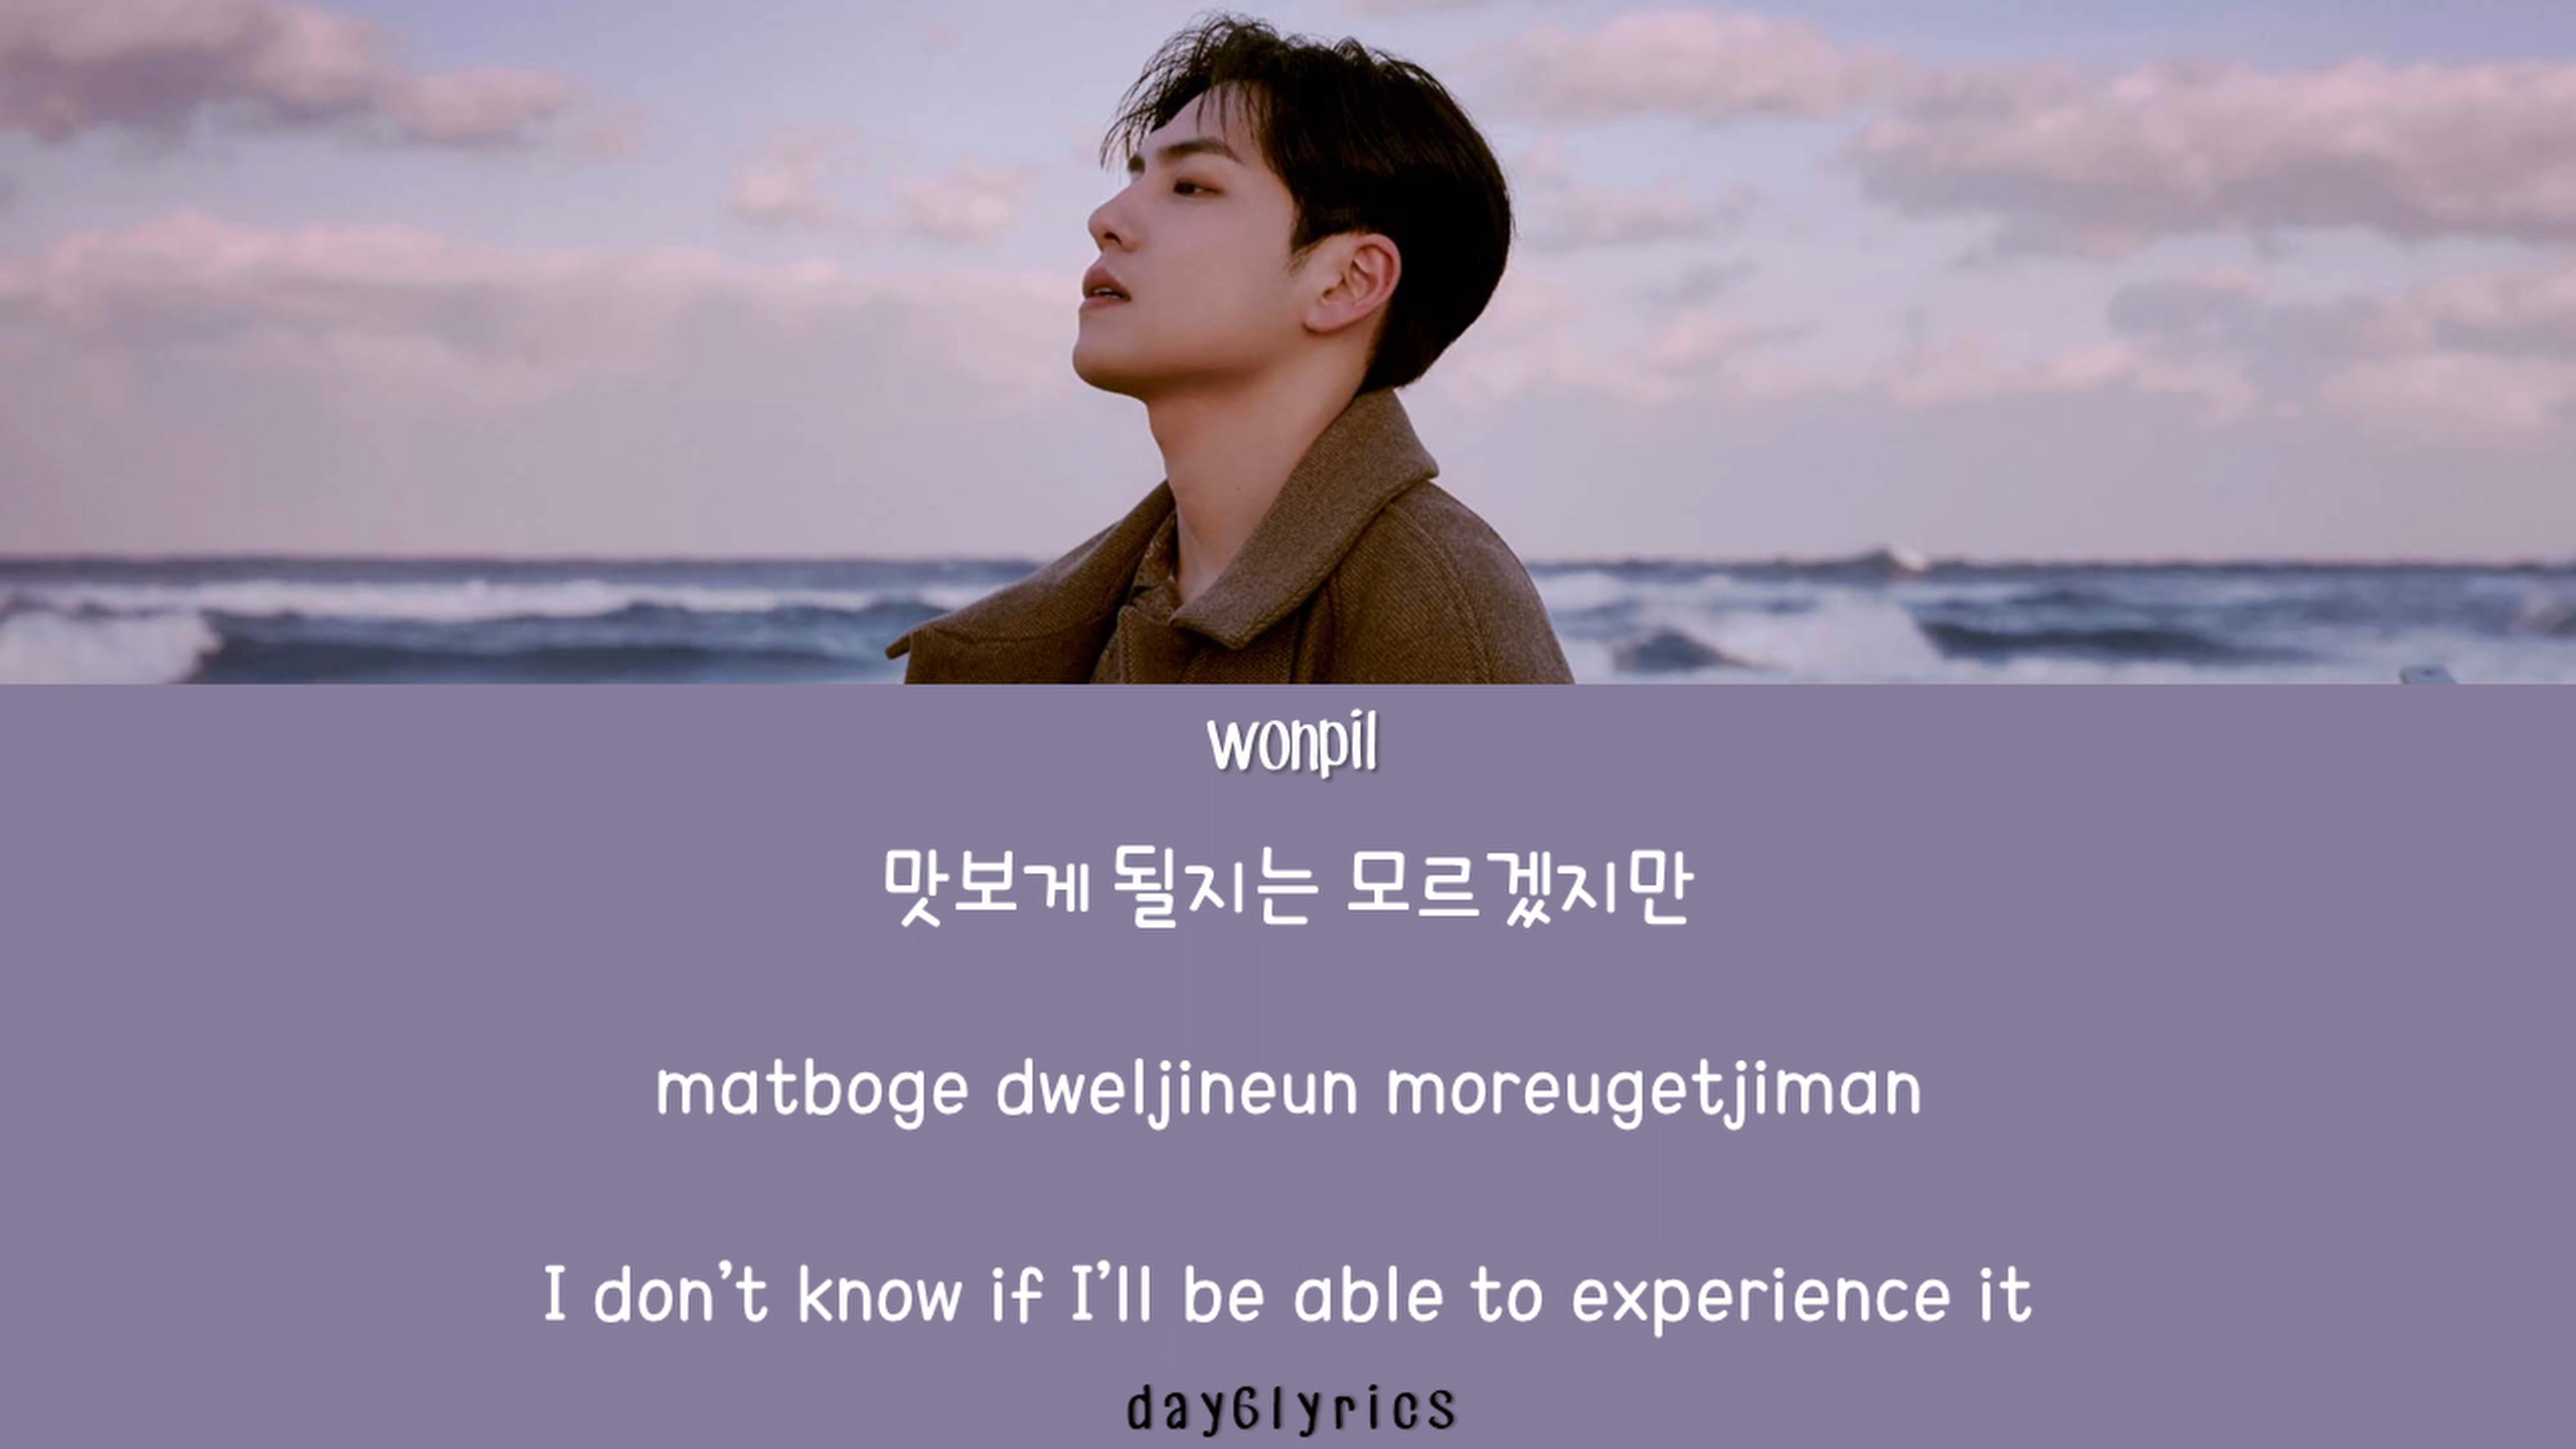 wonpil
맛보게 될지는 모르겠지만
matboge dweljineun moreugetjiman
I don't know if I'll be able to experience it
day6lyrics